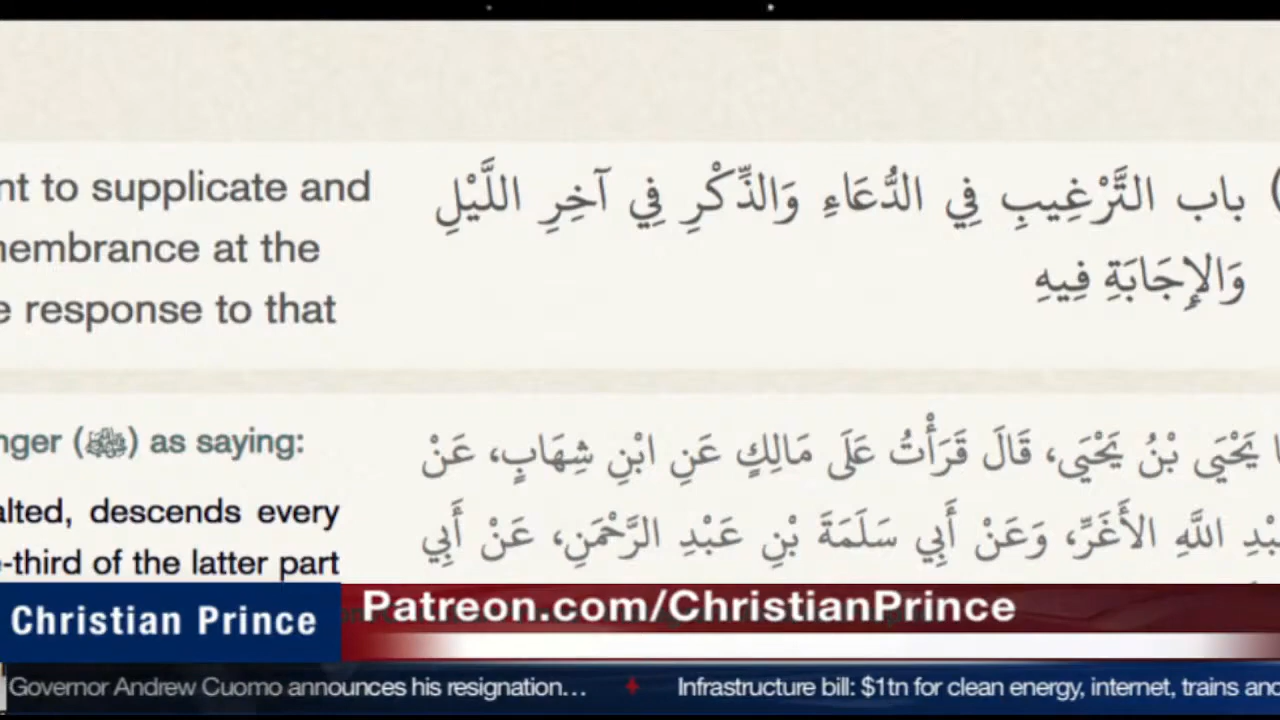 nt to supplicate and
membrance at the
e response to that
باب التَّرْغِيبِ فِي الدُّعَاءِ وَالذِّكْرِ فِي آخِرِ اللَّيْلِ
وَالإِجَابَةِ فِيهِ
nger (ﷺ) as saying:
alted, descends every
-third of the latter part
يَحْيَى بْنُ يَحْيَى، قَالَ قَرَأْتُ عَلَى مَالِكٍ عَنِ ابْنِ شِهَابٍ، عَنْ
بْدِ اللَّهِ الأَغَرِّ، وَعَنْ أَبِي سَلَمَةَ بْنِ عَبْدِ الرَّحْمَنِ، عَنْ أَبِي
Christian Prince
Patreon.com/ChristianPrince
Governor Andrew Cuomo announces his resignation... Infrastructure bill: $1tn for clean energy, internet, trains and